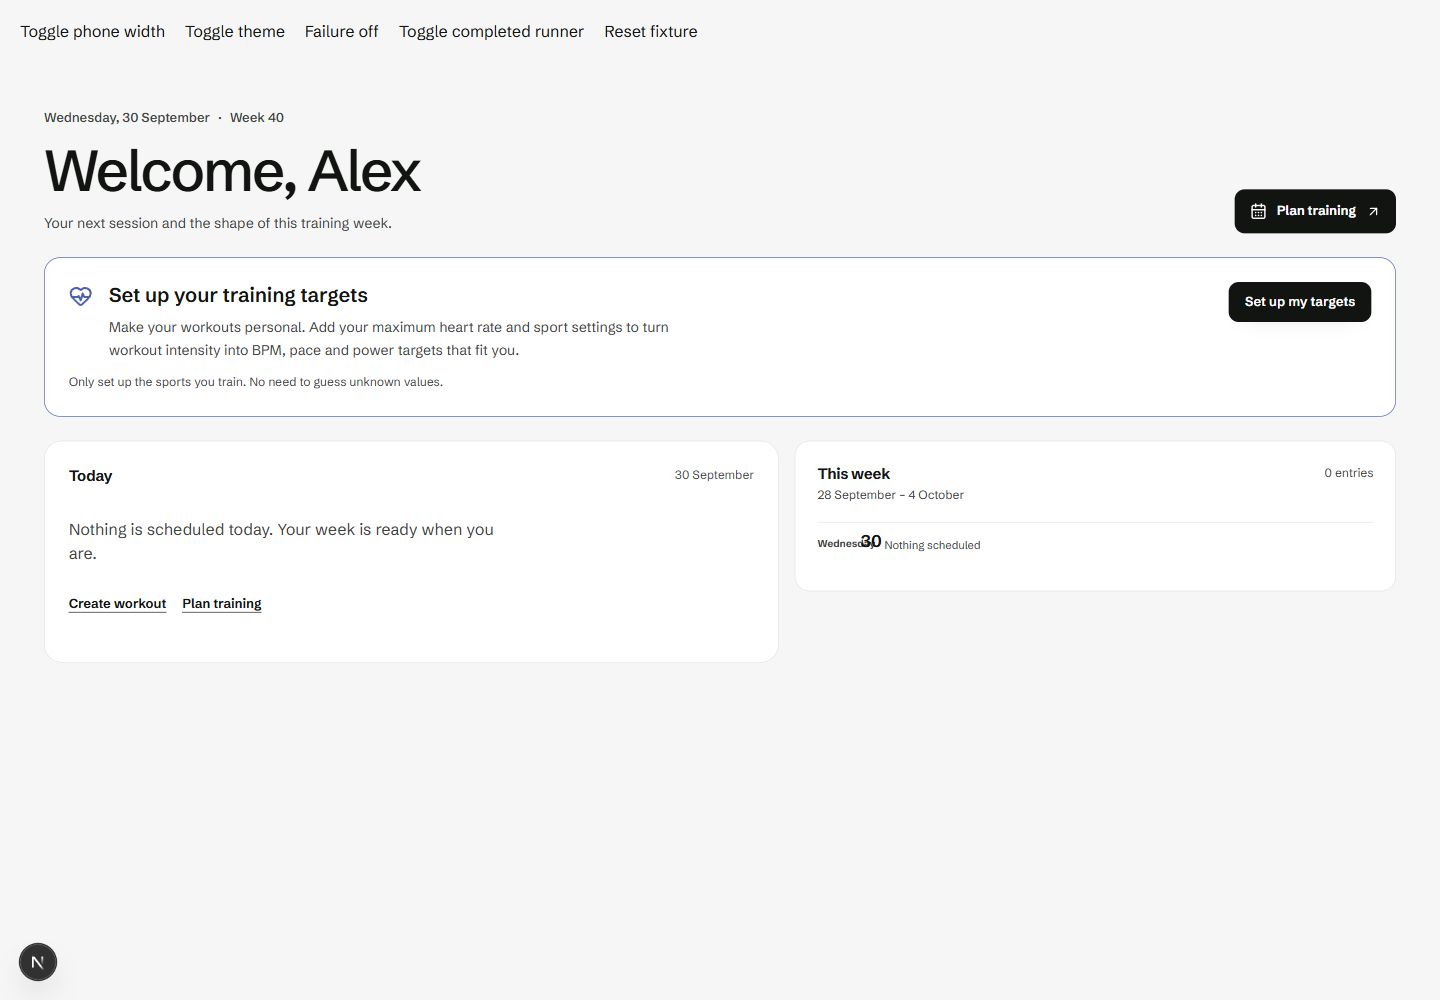 Toggle phone width Toggle theme Failure off Toggle completed runner Reset fixture
Wednesday, 30 September · Week 40
Welcome, Alex
Your next session and the shape of this training week.
Plan training
Set up your training targets
Make your workouts personal. Add your maximum heart rate and sport settings to turn
workout intensity into BPM, pace and power targets that fit you.
Only set up the sports you train. No need to guess unknown values.
Set up my targets
Today
30 September
Nothing is scheduled today. Your week is ready when you
are.
Create workout Plan training
This week
0 entries
28 September – 4 October
Wednesday 30 Nothing scheduled
N